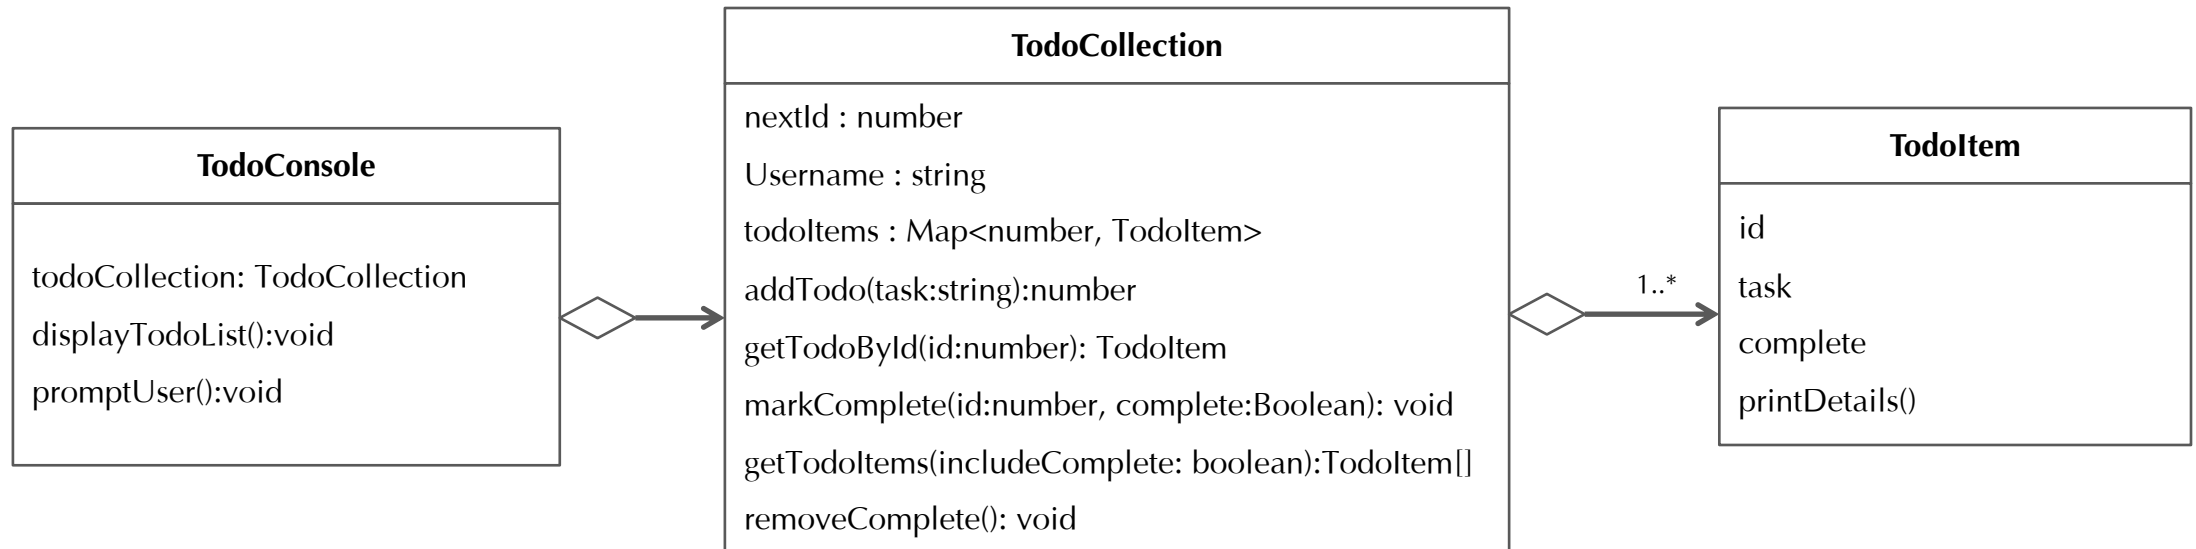 TodoConsole
todoCollection: TodoCollection
displayTodoList():void
promptUser():void
TodoCollection
nextId : number
Username : string
todoItems : Map<number, TodoItem>
addTodo(task:string):number
getTodoById(id:number): TodoItem
markComplete(id:number, complete:Boolean): void
getTodoItems(includeComplete: boolean):TodoItem[]
removeComplete(): void
1..*
TodoItem
id
task
complete
printDetails()